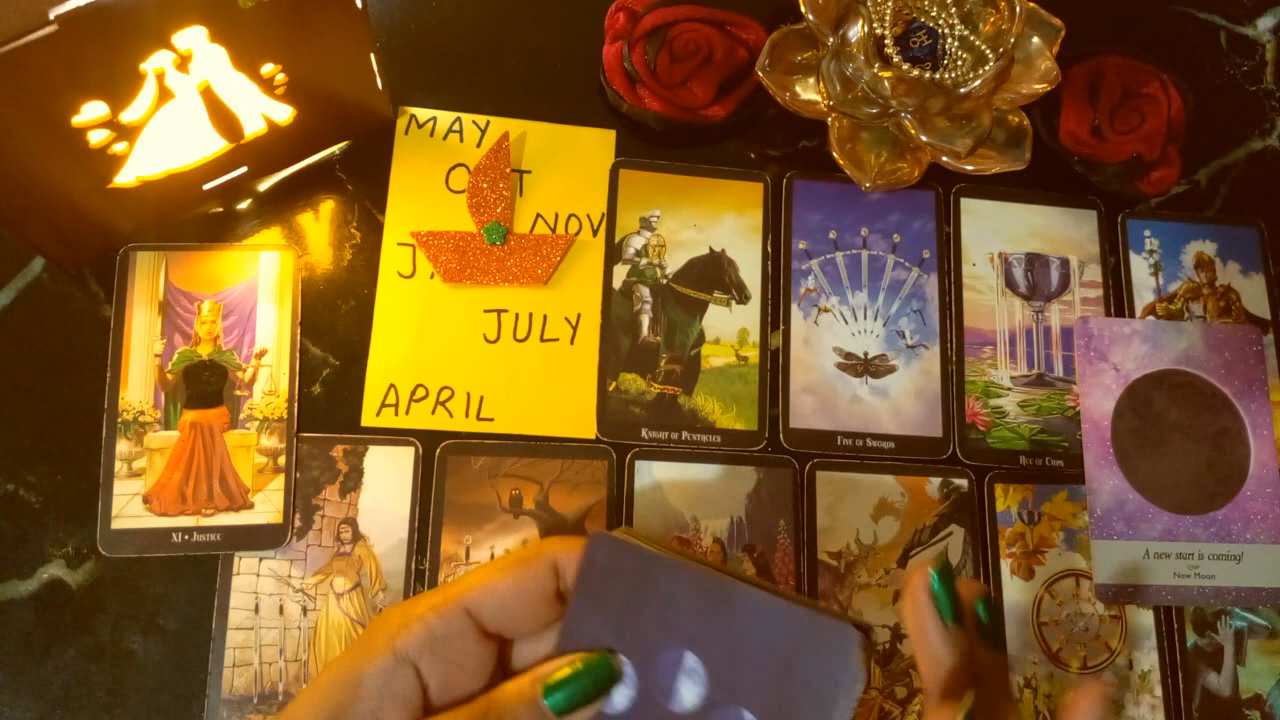 MAY
OCT
NOV
JULY
APRIL
KNIGHT OF PENTACLES
FIVE OF SWORDS
ACE OF CUPS
XI • JUSTICE
A new start is coming!
New Moon